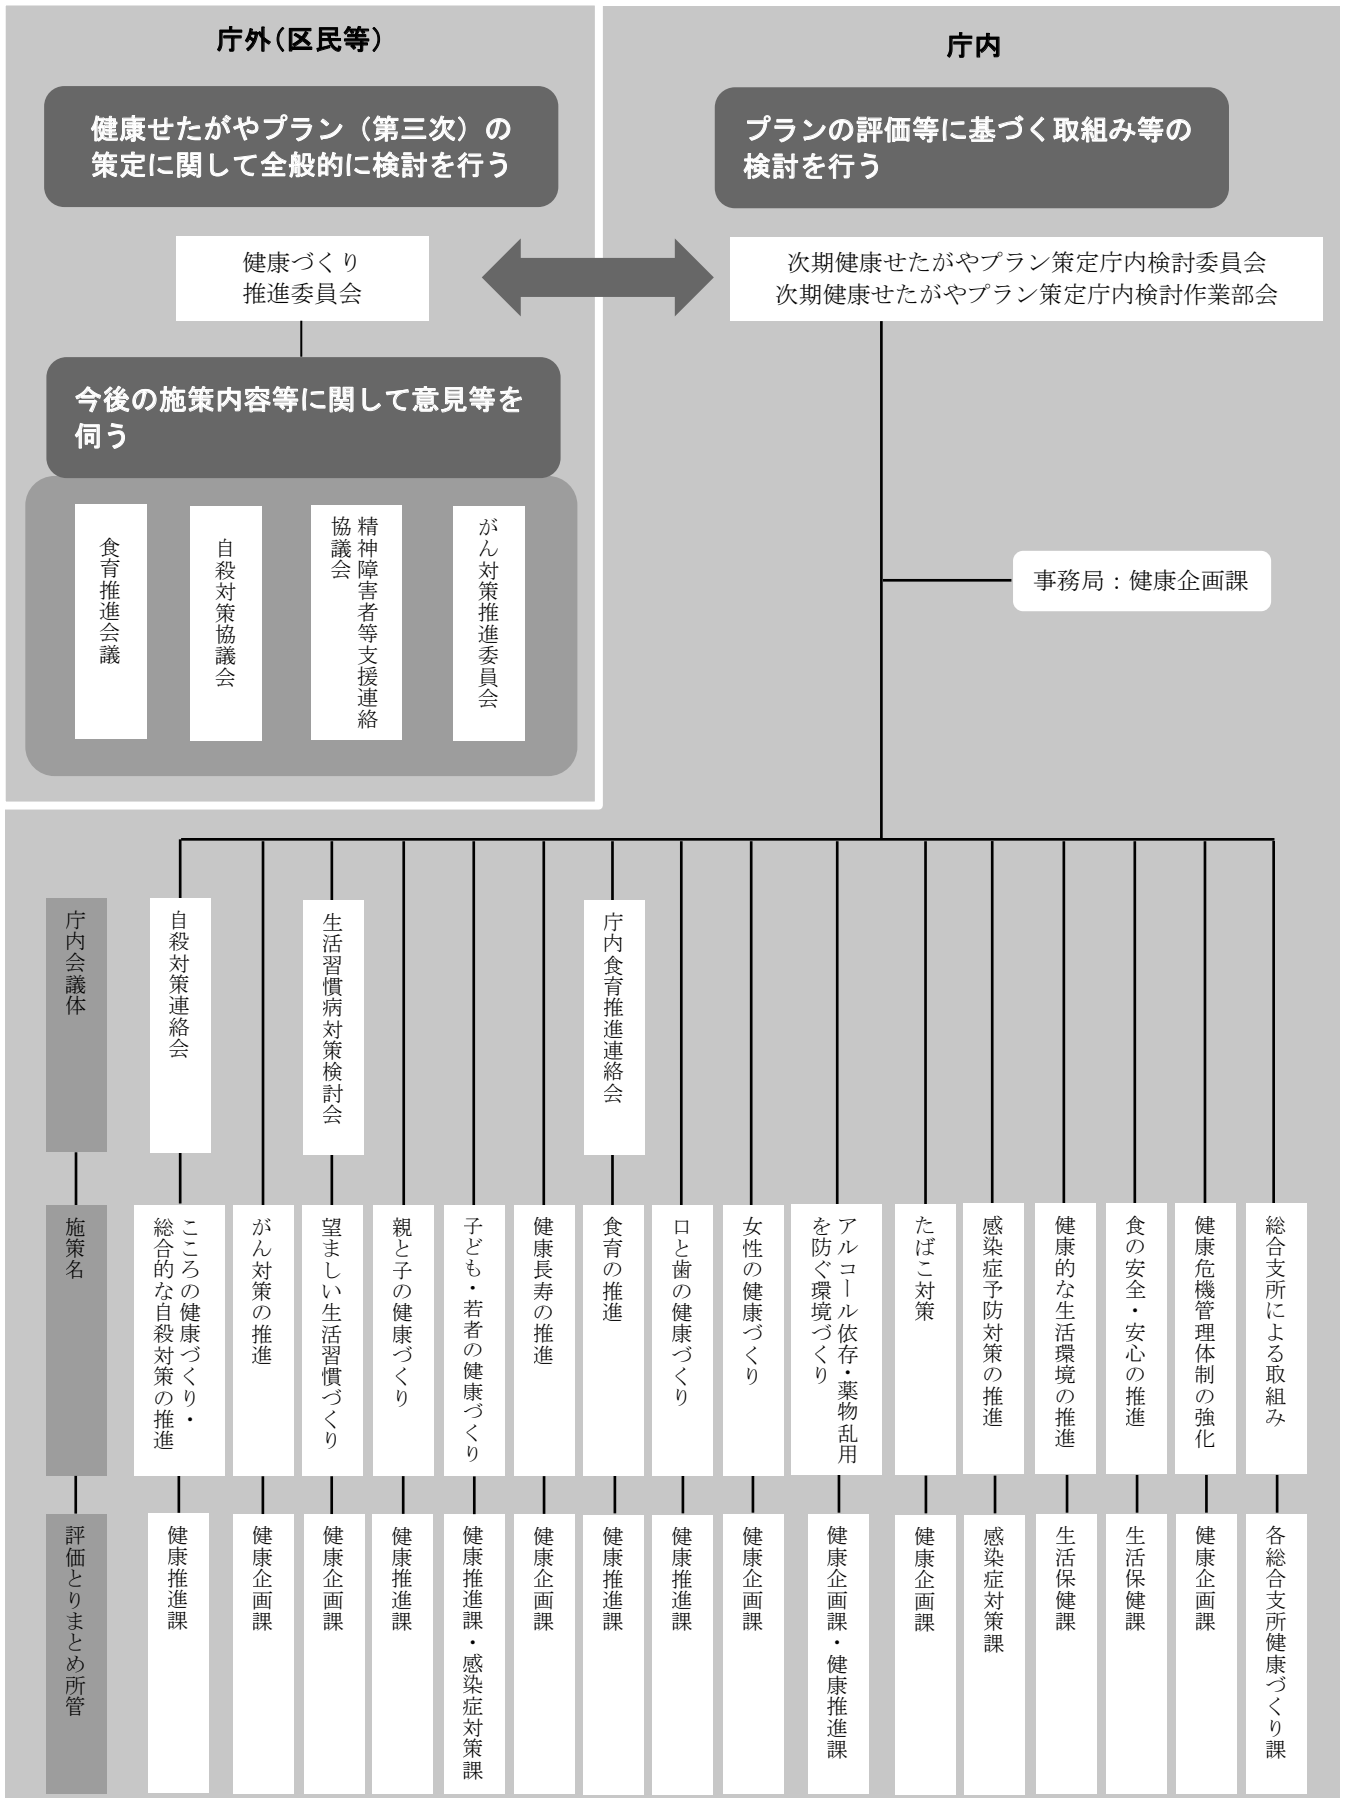 庁外（区民等）
健康せたがやプラン（第三次）の
策定に関して全般的に検討を行う
健康づくり
推進委員会
今後の施策内容等に関して意見等を
伺う
食育推進会議
自殺対策協議会
精神障害者等支援連絡
協議会
がん対策推進委員会
庁内
プランの評価等に基づく取組み等の
検討を行う
次期健康せたがやプラン策定庁内検討委員会
次期健康せたがやプラン策定庁内検討作業部会
事務局：健康企画課
庁内会議体
自殺対策連絡会
生活習慣病対策検討会
庁内食育推進連絡会
施策名
こころの健康づくり・
総合的な自殺対策の推進
がん対策の推進
望ましい生活習慣づくり
親と子の健康づくり
子ども・若者の健康づくり
健康長寿の推進
食育の推進
口と歯の健康づくり
女性の健康づくり
アルコール依存・薬物乱用
を防ぐ環境づくり
たばこ対策
感染症予防対策の推進
健康的な生活環境の推進
食の安全・安心の推進
健康危機管理体制の強化
総合支所による取組み
評価とりまとめ所管
健康推進課
健康企画課
健康企画課
健康推進課
健康推進課・感染症対策課
健康企画課
健康推進課
健康推進課
健康企画課
健康企画課・健康推進課
健康企画課
感染症対策課
生活保健課
生活保健課
健康企画課
各総合支所健康づくり課